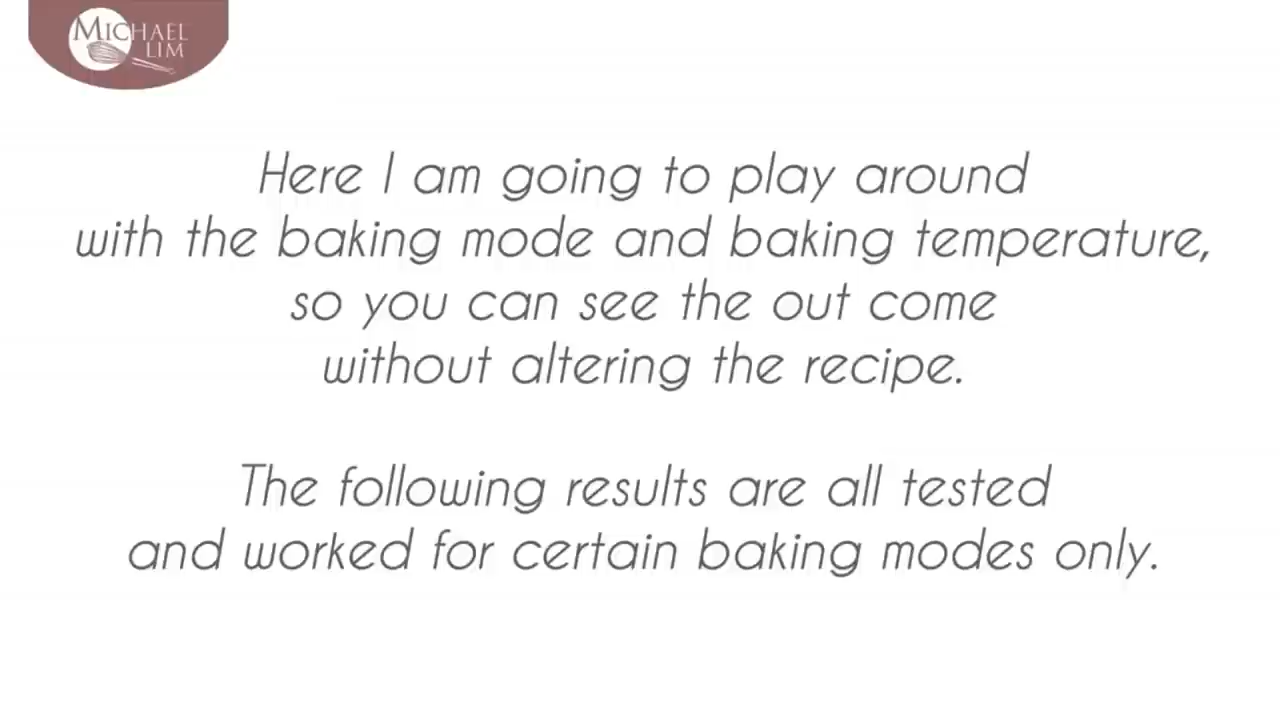 MICHAEL
LIM
Here I am going to play around
with the baking mode and baking temperature,
so you can see the out come
without altering the recipe.
The following results are all tested
and worked for certain baking modes only.